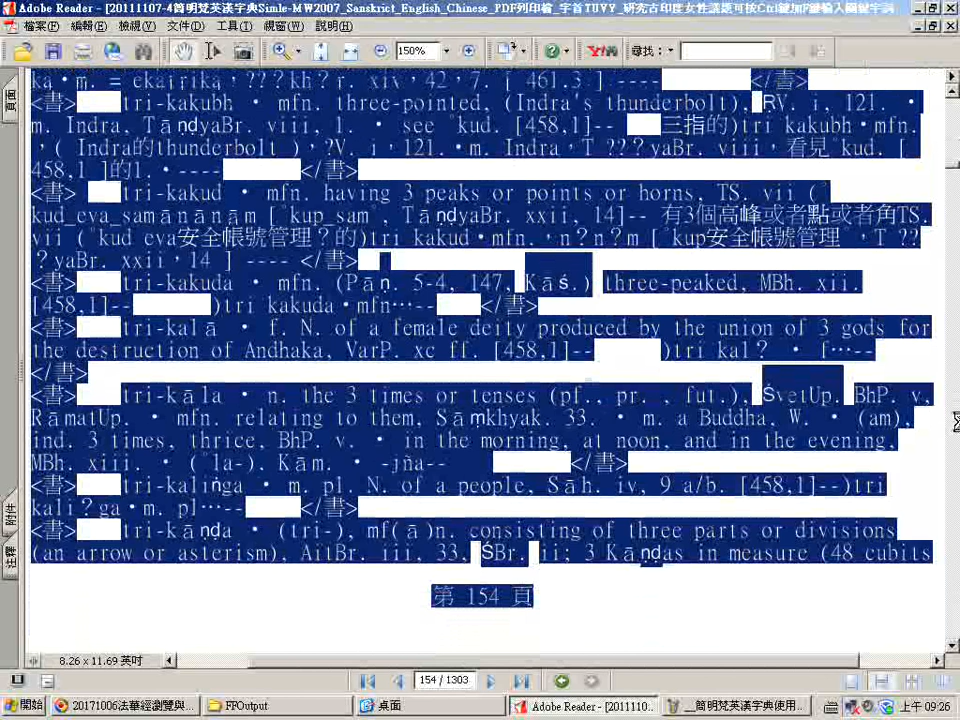 Adobe Reader - [20111107-4簡明梵英漢字典Simle-MW2007_Sanskrict_English_Chinese_PDF列印檔_字首TUVY_研究古印度女性議題可按Ctrl鍵加F鍵輸入關鍵字詞
檔案(F) 編輯(E) 檢視(V) 文件(D) 工具(T) 視窗(W) 說明(H)
150% 尋找：
ka‧m. = ekairika，???kh?r. xiv，42，7. [ 461.3 ] ---- </書>
<書> tri-kakubh ‧ mfn. three-pointed, (Indra's thunderbolt), RV. i, 121. ‧
m. Indra, TāṇḍyaBr. viii, 1. ‧ see °kud. [458,1]-- 三指的)tri kakubh‧mfn.
，( Indra的thunderbolt )，?V. i，121.‧m. Indra，T ??？yaBr. viii，看見°kud. [
458,1 ]的1.‧---- </書>
<書> tri-kakud ‧ mfn. having 3 peaks or points or horns, TS. vii (°
kud_eva_samānānām [°kup_sam°, TāṇḍyaBr. xxii, 14]-- 有3個高峰或者點或者角TS.
vii (°kud eva安全帳號管理？的)tri kakud‧mfn.，n？n？m [°kup安全帳號管理°，T ??
？yaBr. xxii，14 ] ---- </書>
<書> tri-kakuda ‧ mfn. (Pāṇ. 5-4, 147, Kāś.) three-peaked, MBh. xii.
[458,1]-- )tri kakuda‧mfn…-- </書>
<書> tri-kalā ‧ f. N. of a female deity produced by the union of 3 gods for
the destruction of Andhaka, VarP. xc ff. [458,1]-- )tri kal？ ‧ f…--
</書>
<書> tri-kāla ‧ n. the 3 times or tenses (pf., pr. , fut.), ŚvetUp. BhP. v,
RāmatUp. ‧ mfn. relating to them, Sāṃkhyak. 33. ‧ m. a Buddha, W. ‧ (am),
ind. 3 times, thrice, BhP. v. ‧ in the morning, at noon, and in the evening,
MBh. xiii. ‧ (°la-). Kām. ‧ -jña-- </書>
<書> tri-kaliṅga ‧ m. pl. N. of a people, Sāh. iv, 9 a/b. [458,1]--)tri
kali？ga‧m. pl…-- </書>
<書> tri-kāṇḍa ‧ (tri-), mf(ā)n. consisting of three parts or divisions
(an arrow or asterism), AitBr. iii, 33, ŚBr. ii; 3 Kāṇḍas in measure (48 cubits
第 154 頁
頁面
附件
注釋
8.26 x 11.69 英吋
154 / 1303
開始 20171006法華經瀏覽與... FFOutput 桌面 Adobe Reader - [201110... __簡明梵英漢字典使用... 上午 09:26